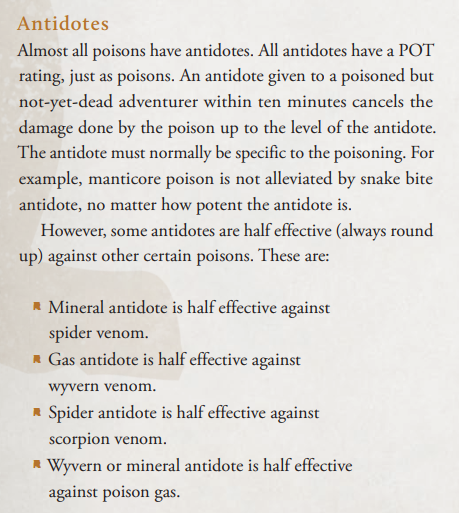 Antidotes
Almost all poisons have antidotes. All antidotes have a POT
rating, just as poisons. An antidote given to a poisoned but
not-yet-dead adventurer within ten minutes cancels the
damage done by the poison up to the level of the antidote.
The antidote must normally be specific to the poisoning. For
example, manticore poison is not alleviated by snake bite
antidote, no matter how potent the antidote is.
However, some antidotes are half effective (always round
up) against other certain poisons. These are:
Mineral antidote is half effective against
spider venom.
Gas antidote is half effective against
wyvern venom.
Spider antidote is half effective against
scorpion venom.
Wyvern or mineral antidote is half effective
against poison gas.